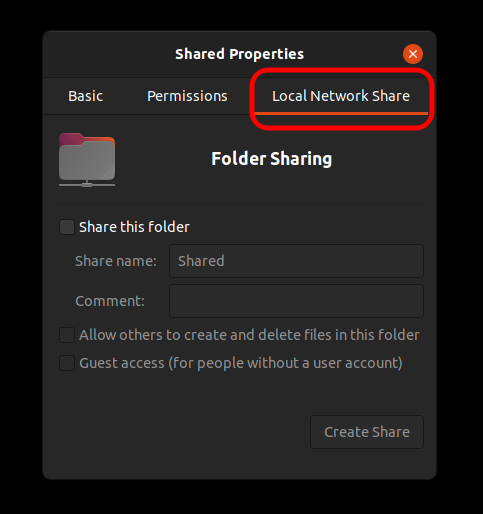 Shared Properties
Basic Permissions Local Network Share
Folder Sharing
Share this folder
Share name: Shared
Comment:
Allow others to create and delete files in this folder
Guest access (for people without a user account)
Create Share